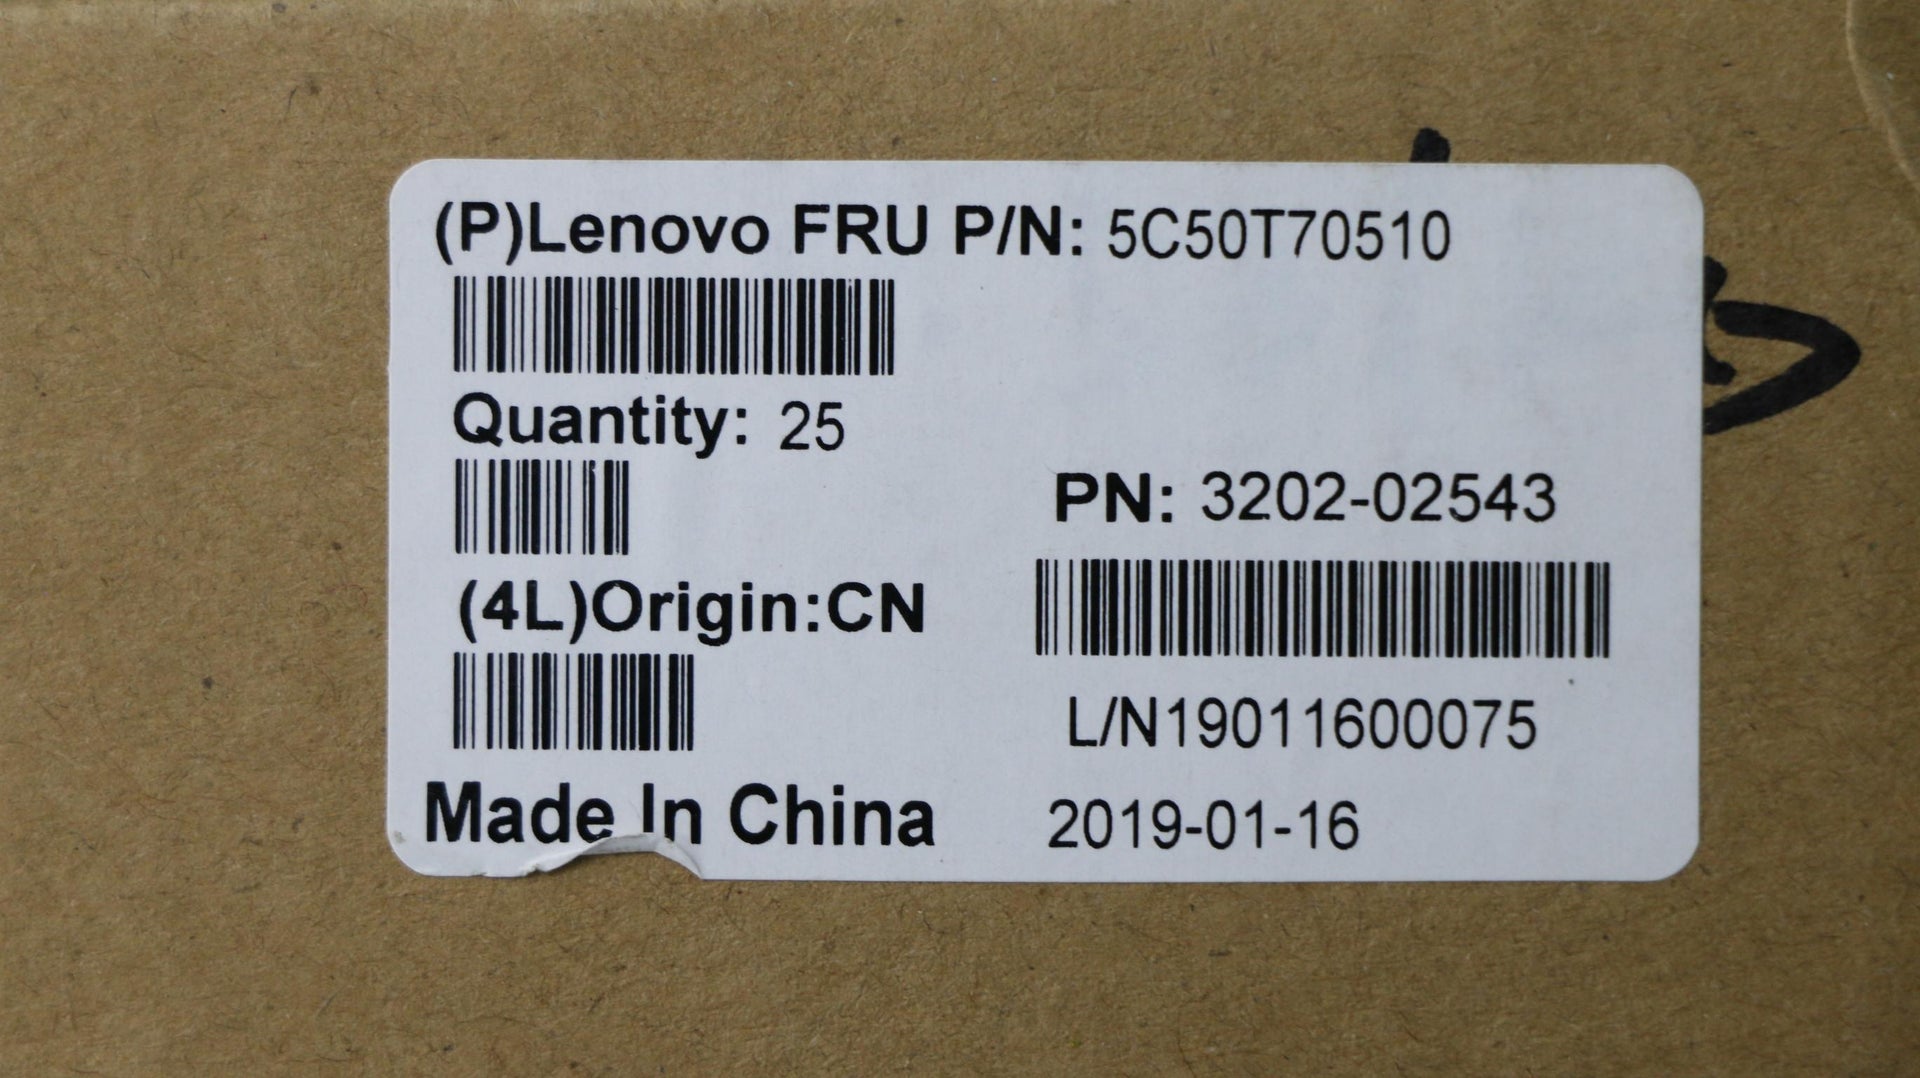 (P)Lenovo FRU P/N: 5C50T70510
Quantity: 25
PN: 3202-02543
(4L)Origin:CN
L/N19011600075
Made In China
2019-01-16